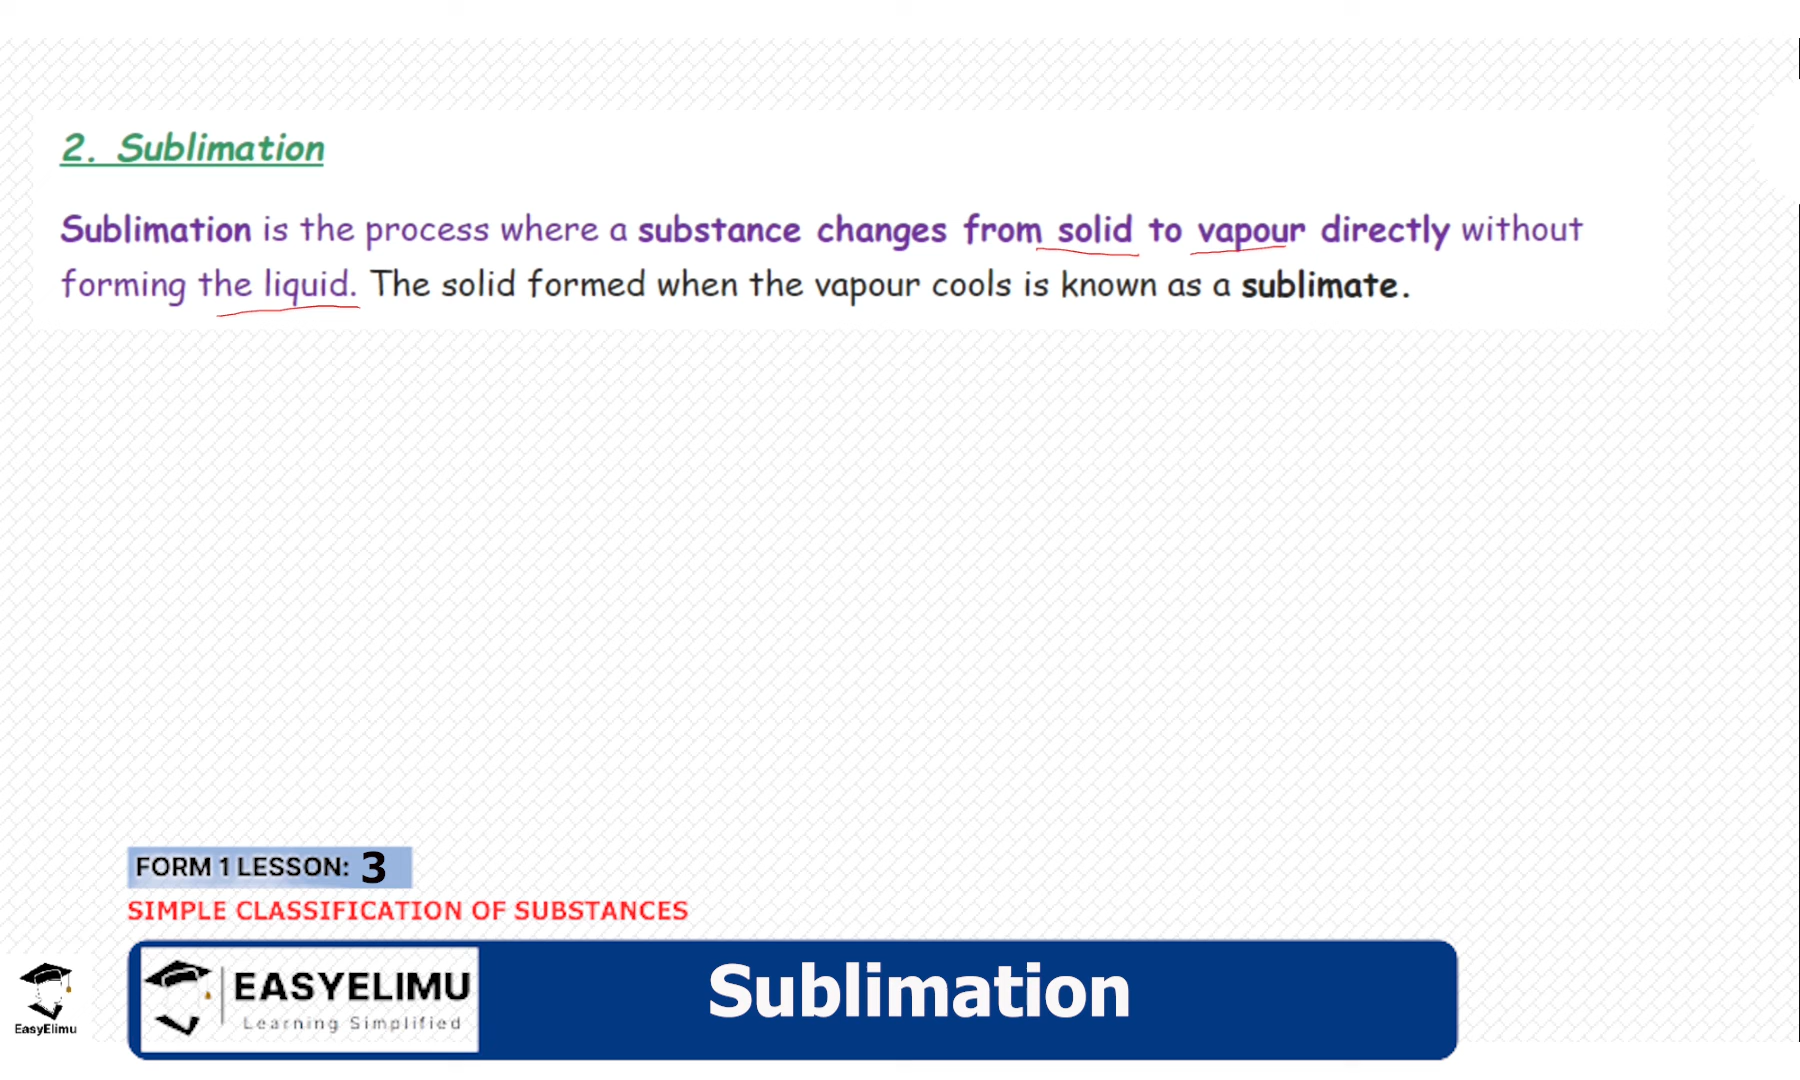 2. Sublimation
Sublimation is the process where a substance changes from solid to vapour directly without
forming the liquid. The solid formed when the vapour cools is known as a sublimate.
FORM 1 LESSON: 3
SIMPLE CLASSIFICATION OF SUBSTANCES
EasyElimu
EASYELIMU
Learning Simplified
Sublimation